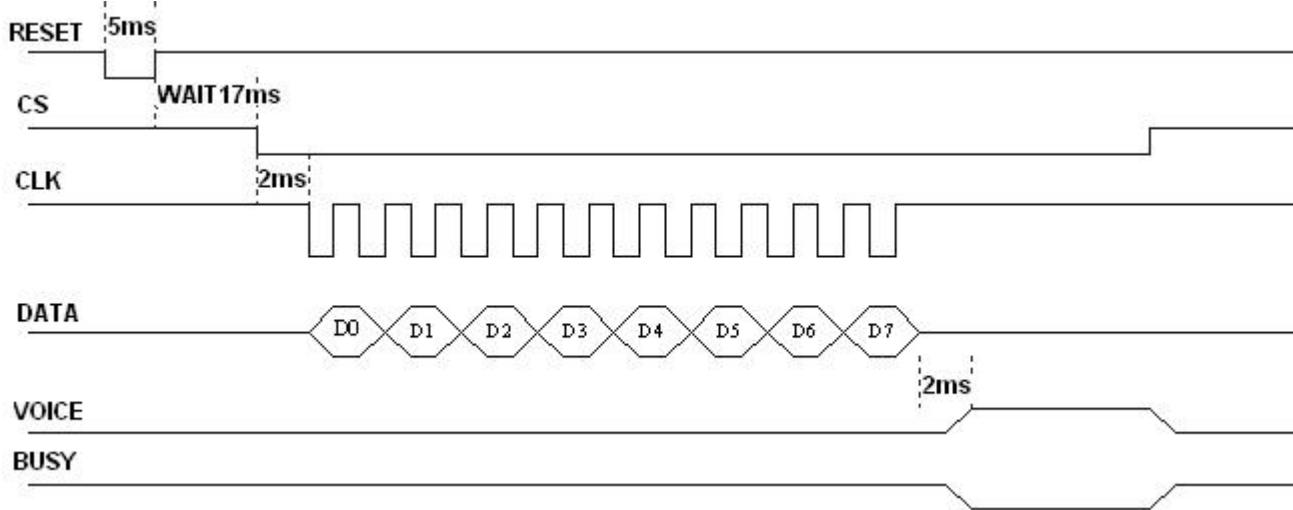 5ms
RESET
WAIT17ms
CS
2ms
CLK
DATA
D0 D1 D2 D3 D4 D5 D6 D7
2ms
VOICE
BUSY